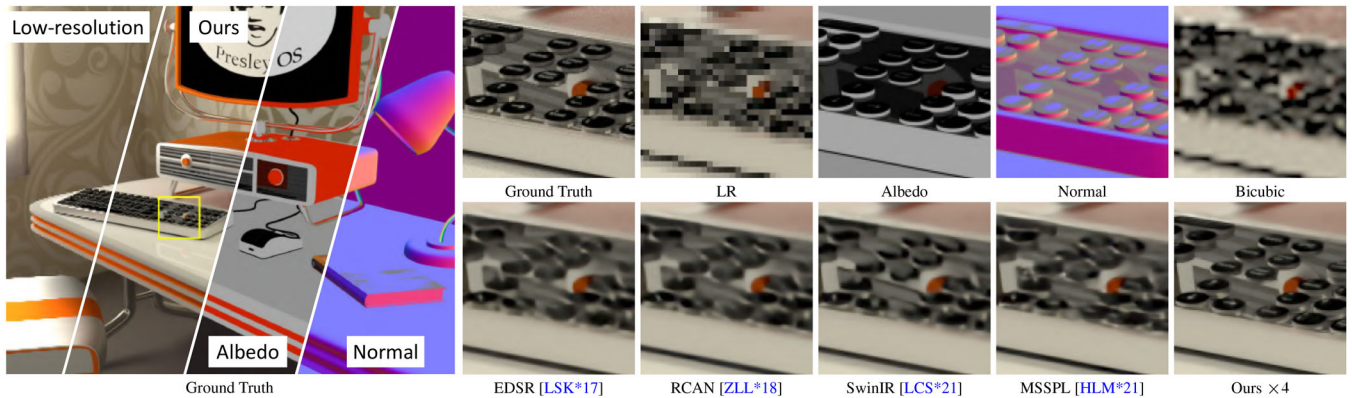 Low-resolution
Ours
Presley OS
Albedo
Normal
Ground Truth
Ground Truth
LR
Albedo
Normal
Bicubic
EDSR [LSK*17]
RCAN [ZLL*18]
SwinIR [LCS*21]
MSSPL [HLM*21]
Ours ×4